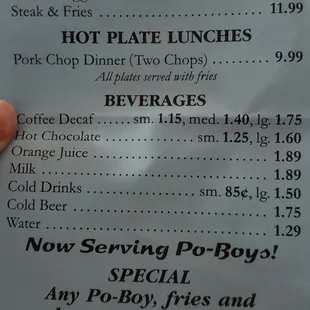 Steak & Fries ........ 11.99
HOT PLATE LUNCHES
Pork Chop Dinner (Two Chops) ........ 9.99
All plates served with fries
BEVERAGES
Coffee Decaf ...... sm. 1.15, med. 1.40, lg. 1.75
Hot Chocolate ........ sm. 1.25, lg. 1.60
Orange Juice ........ 1.89
Milk ........ 1.89
Cold Drinks ........ sm. 85¢, lg. 1.50
Cold Beer ........ 1.75
Water ........ 1.29
Now Serving Po-Boys!
SPECIAL
Any Po-Boy, fries and